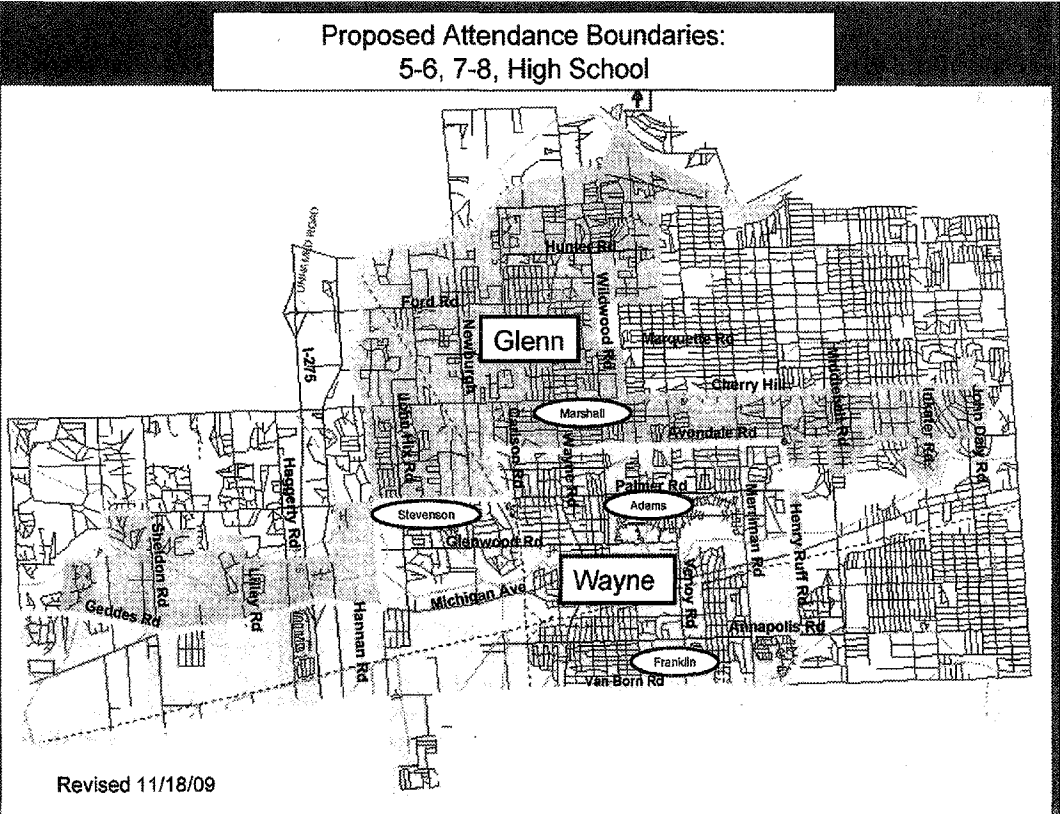 Proposed Attendance Boundaries:
5-6, 7-8, High School
UNNAMED ROAD
Hunter Rd
Ford Rd
Wildwood Rd
Newburgh
Glenn
Marquette Rd
I-275
Cherry Hill
Middlebelt Rd
Inkster Rd
John Daly Rd
Marshall
Avondale Rd
Wayne Rd
Haggerty Rd
Palmer Rd
Stevenson
Adams
Merriman Rd
Henry Ruff Rd
Sheldon Rd
Lilley Rd
Glenwood Rd
Wayne
Venoy Rd
Michigan Ave
Geddes Rd
Hannan Rd
Annapolis Rd
Franklin
Van Born Rd
Revised 11/18/09